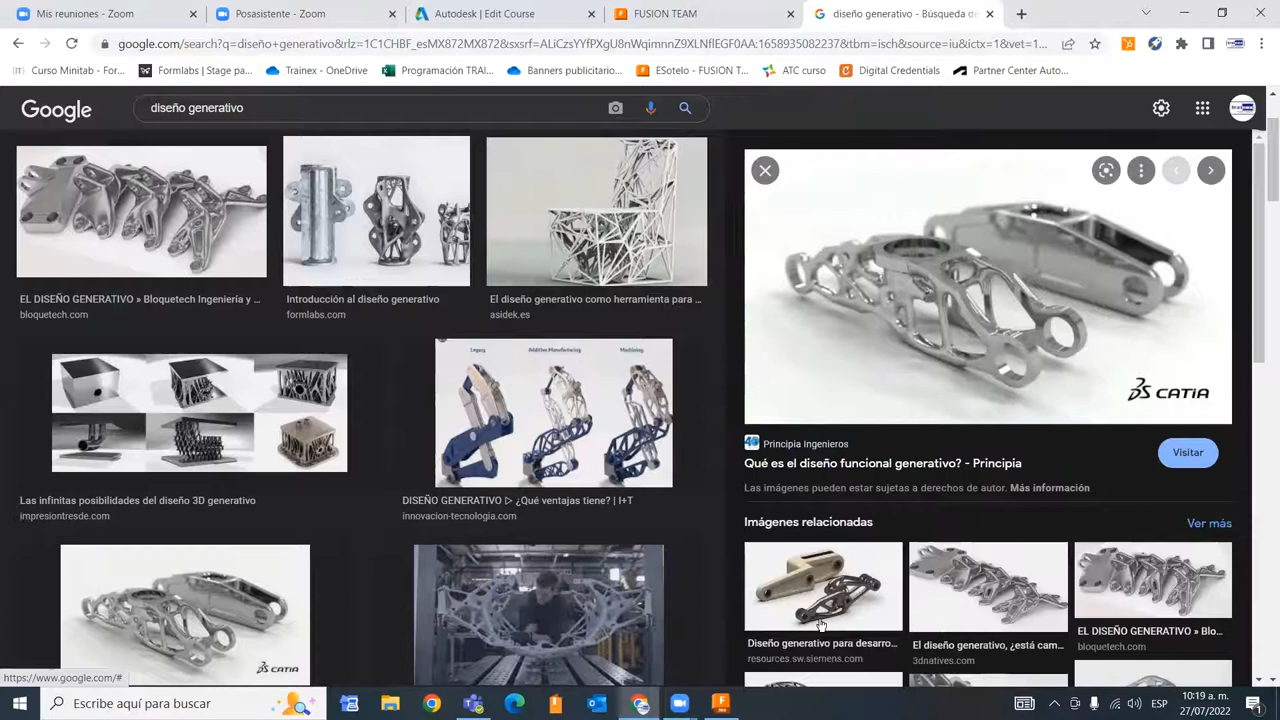 Mis reuniones - Zoom
Posasistente - Zoom
Autodesk | Edit Course
FUSION TEAM
diseño generativo - Búsqueda de
google.com/search?q=diseño+generativo&rlz=1C1CHBF_esMX872MX872&sxsrf=ALiCzsYYfPXgU8nWqimnnZ9XLNflEGF0AA:1658935082237&tbm=isch&source=iu&ictx=1&vet=1...
Curso Minitab - For...
Formlabs | Stage pa...
Trainex - OneDrive
Programación TRAI...
Banners publicitario...
ESotelo - FUSION T...
ATC curso
Digital Credentials
Partner Center Auto...
Google
diseño generativo
EL DISEÑO GENERATIVO » Bloquetech Ingeniería y ...
bloquetech.com
Introducción al diseño generativo
formlabs.com
El diseño generativo como herramienta para ...
asidek.es
Legacy
Additive Manufacturing
Machining
Las infinitas posibilidades del diseño 3D generativo
impresiontresde.com
DISEÑO GENERATIVO ▷ ¿Qué ventajas tiene? | I+T
innovacion-tecnologia.com
CATIA
CATIA
Principia Ingenieros
Qué es el diseño funcional generativo? - Principia
Visitar
Las imágenes pueden estar sujetas a derechos de autor. Más información
Imágenes relacionadas
Ver más
Diseño generativo para desarro...
resources.sw.siemens.com
El diseño generativo, ¿está cam...
3dnatives.com
EL DISEÑO GENERATIVO » Blo...
bloquetech.com
https://www.google.com/#
Escribe aquí para buscar
ESP
10:19 a. m.
27/07/2022
1